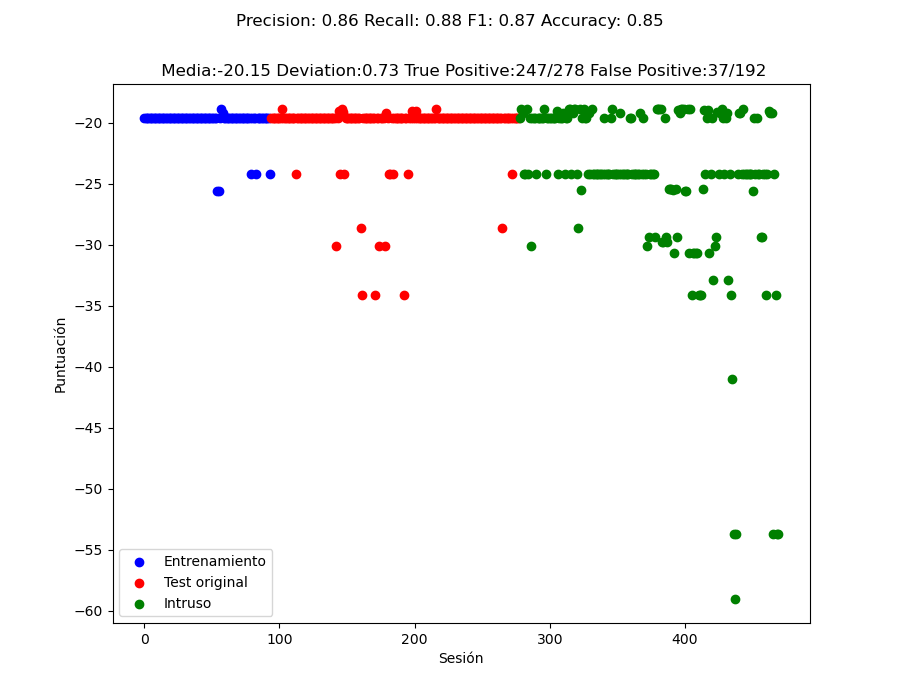 Precision: 0.86 Recall: 0.88 F1: 0.87 Accuracy: 0.85
Media:-20.15 Deviation:0.73 True Positive:247/278 False Positive:37/192
−20
−25
−30
−35
−40
−45
−50
−55
−60
Puntuación
Entrenamiento
Test original
Intruso
0
100
200
300
400
Sesión